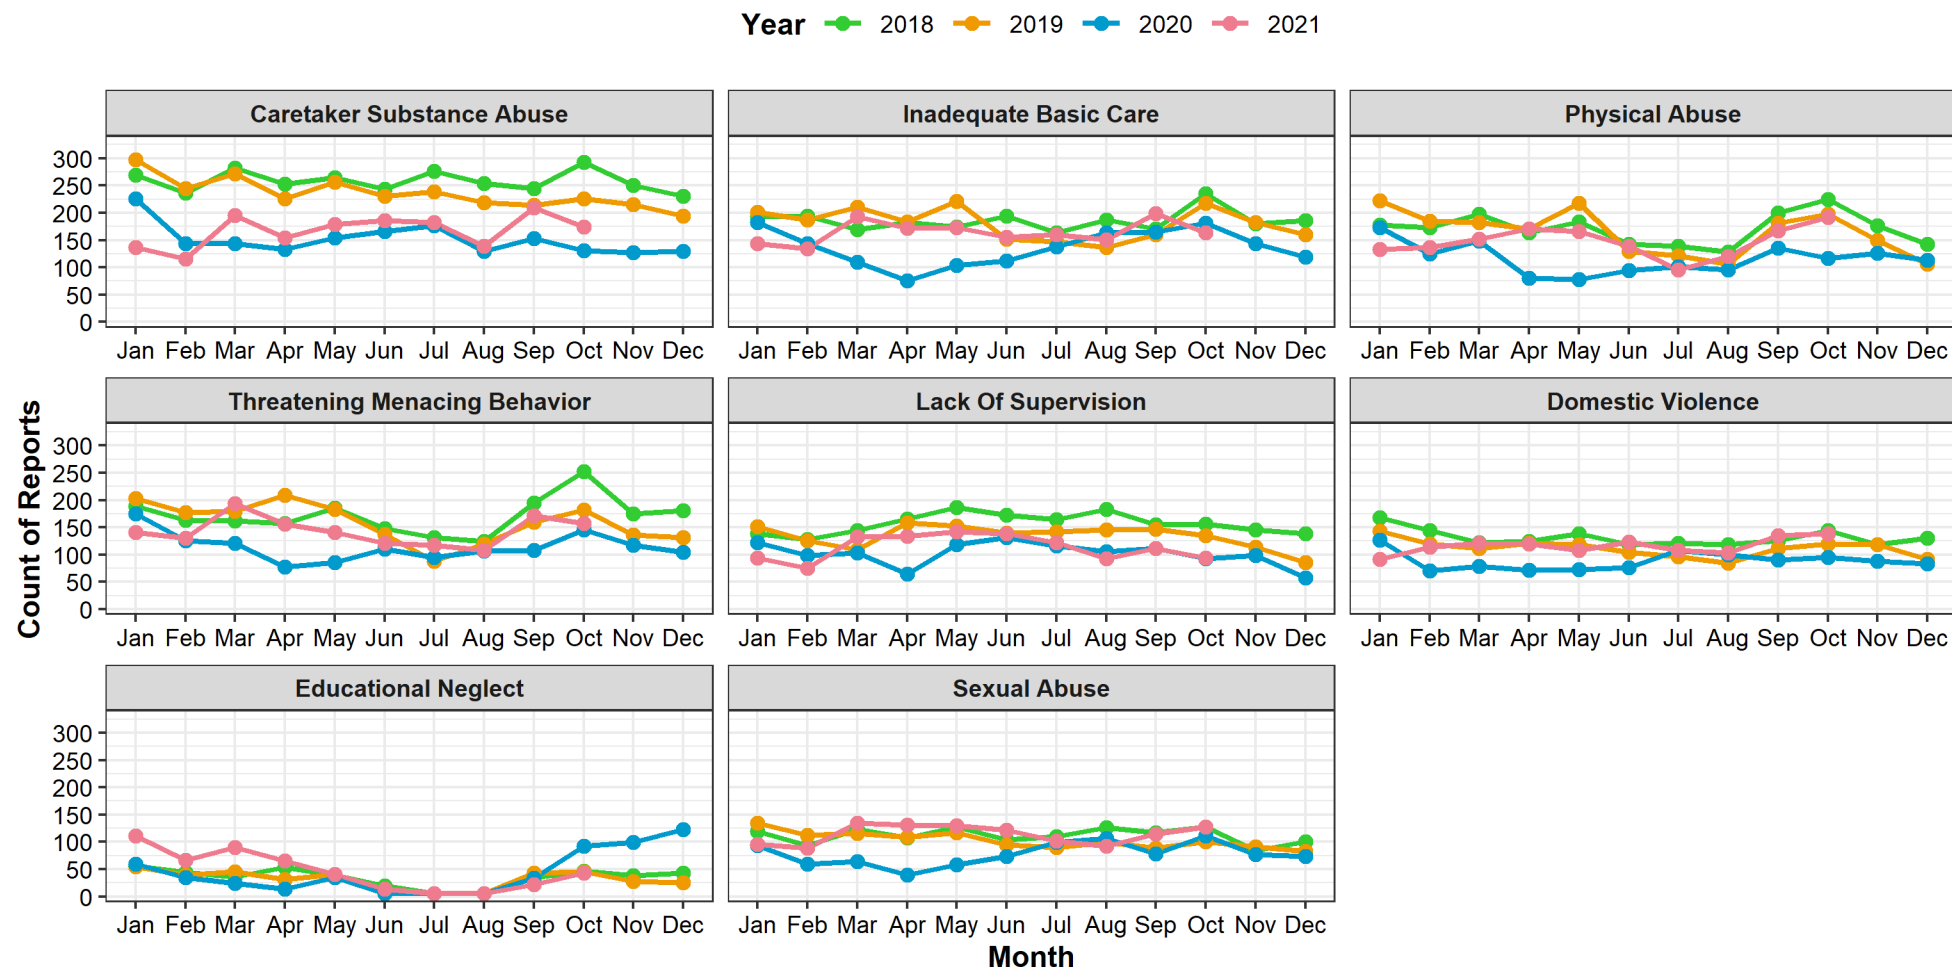 Year 2018 2019 2020 2021
Caretaker Substance Abuse Inadequate Basic Care Physical Abuse
300
250
200
150
100
50
0
Jan Feb Mar Apr May Jun Jul Aug Sep Oct Nov Dec Jan Feb Mar Apr May Jun Jul Aug Sep Oct Nov Dec Jan Feb Mar Apr May Jun Jul Aug Sep Oct Nov Dec
Threatening Menacing Behavior Lack Of Supervision Domestic Violence
Count of Reports
300
250
200
150
100
50
0
Jan Feb Mar Apr May Jun Jul Aug Sep Oct Nov Dec Jan Feb Mar Apr May Jun Jul Aug Sep Oct Nov Dec Jan Feb Mar Apr May Jun Jul Aug Sep Oct Nov Dec
Educational Neglect Sexual Abuse
300
250
200
150
100
50
0
Jan Feb Mar Apr May Jun Jul Aug Sep Oct Nov Dec Jan Feb Mar Apr May Jun Jul Aug Sep Oct Nov Dec
Month